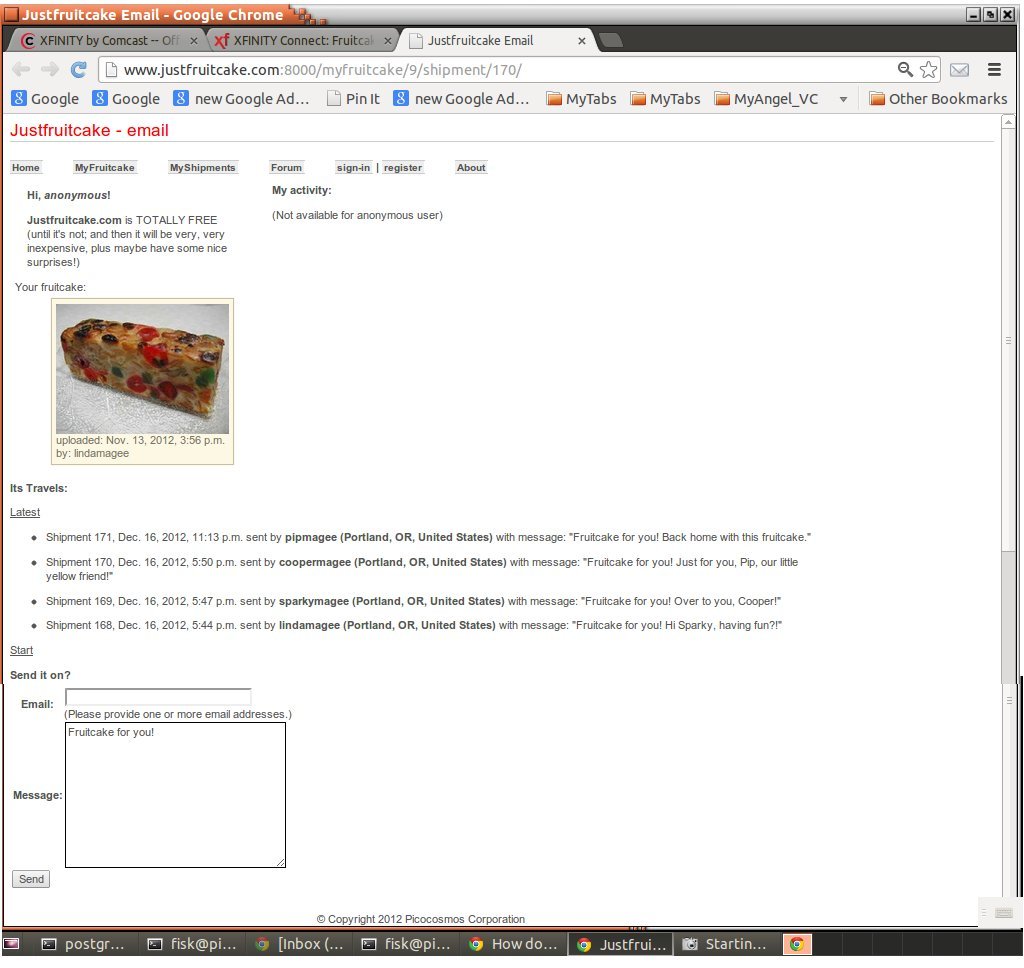 Justfruitcake Email - Google Chrome
XFINITY by Comcast -- Off
xf XFINITY Connect: Fruitca
Justfruitcake Email
www.justfruitcake.com:8000/myfruitcake/9/shipment/170/
Google Google new Google Ad... Pin It new Google Ad... MyTabs MyTabs MyAngel_VC Other Bookmarks
Justfruitcake - email
Home MyFruitcake MyShipments Forum sign-in | register About
Hi, anonymous!
My activity:
(Not available for anonymous user)
Justfruitcake.com is TOTALLY FREE
(until it's not; and then it will be very, very
inexpensive, plus maybe have some nice
surprises!)
Your fruitcake:
uploaded: Nov. 13, 2012, 3:56 p.m.
by: lindamagee
Its Travels:
Latest
Shipment 171, Dec. 16, 2012, 11:13 p.m. sent by pipmagee (Portland, OR, United States) with message: "Fruitcake for you! Back home with this fruitcake."
Shipment 170, Dec. 16, 2012, 5:50 p.m. sent by coopermagee (Portland, OR, United States) with message: "Fruitcake for you! Just for you, Pip, our little
yellow friend!"
Shipment 169, Dec. 16, 2012, 5:47 p.m. sent by sparkymagee (Portland, OR, United States) with message: "Fruitcake for you! Over to you, Cooper!"
Shipment 168, Dec. 16, 2012, 5:44 p.m. sent by lindamagee (Portland, OR, United States) with message: "Fruitcake for you! Hi Sparky, having fun?!"
Start
Send it on?
Email:
(Please provide one or more email addresses.)
Message:
Fruitcake for you!
Send
© Copyright 2012 Picocosmos Corporation
postgr... fisk@pi... [Inbox (... fisk@pi... How do... Justfrui... Startin...